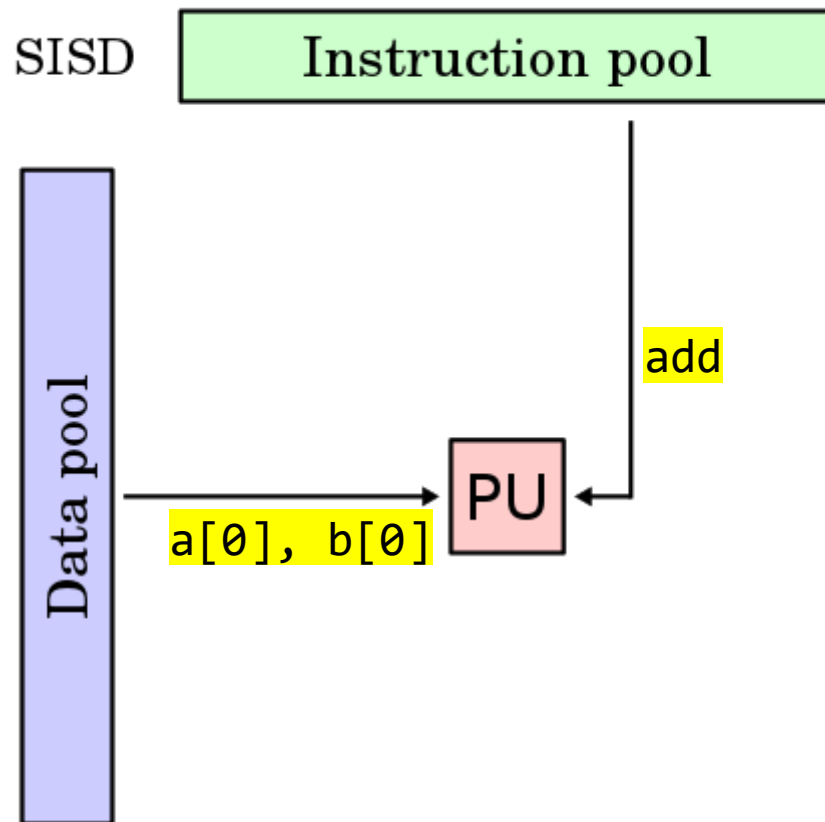 SISD
Instruction pool
add
Data pool
PU
a[0], b[0]